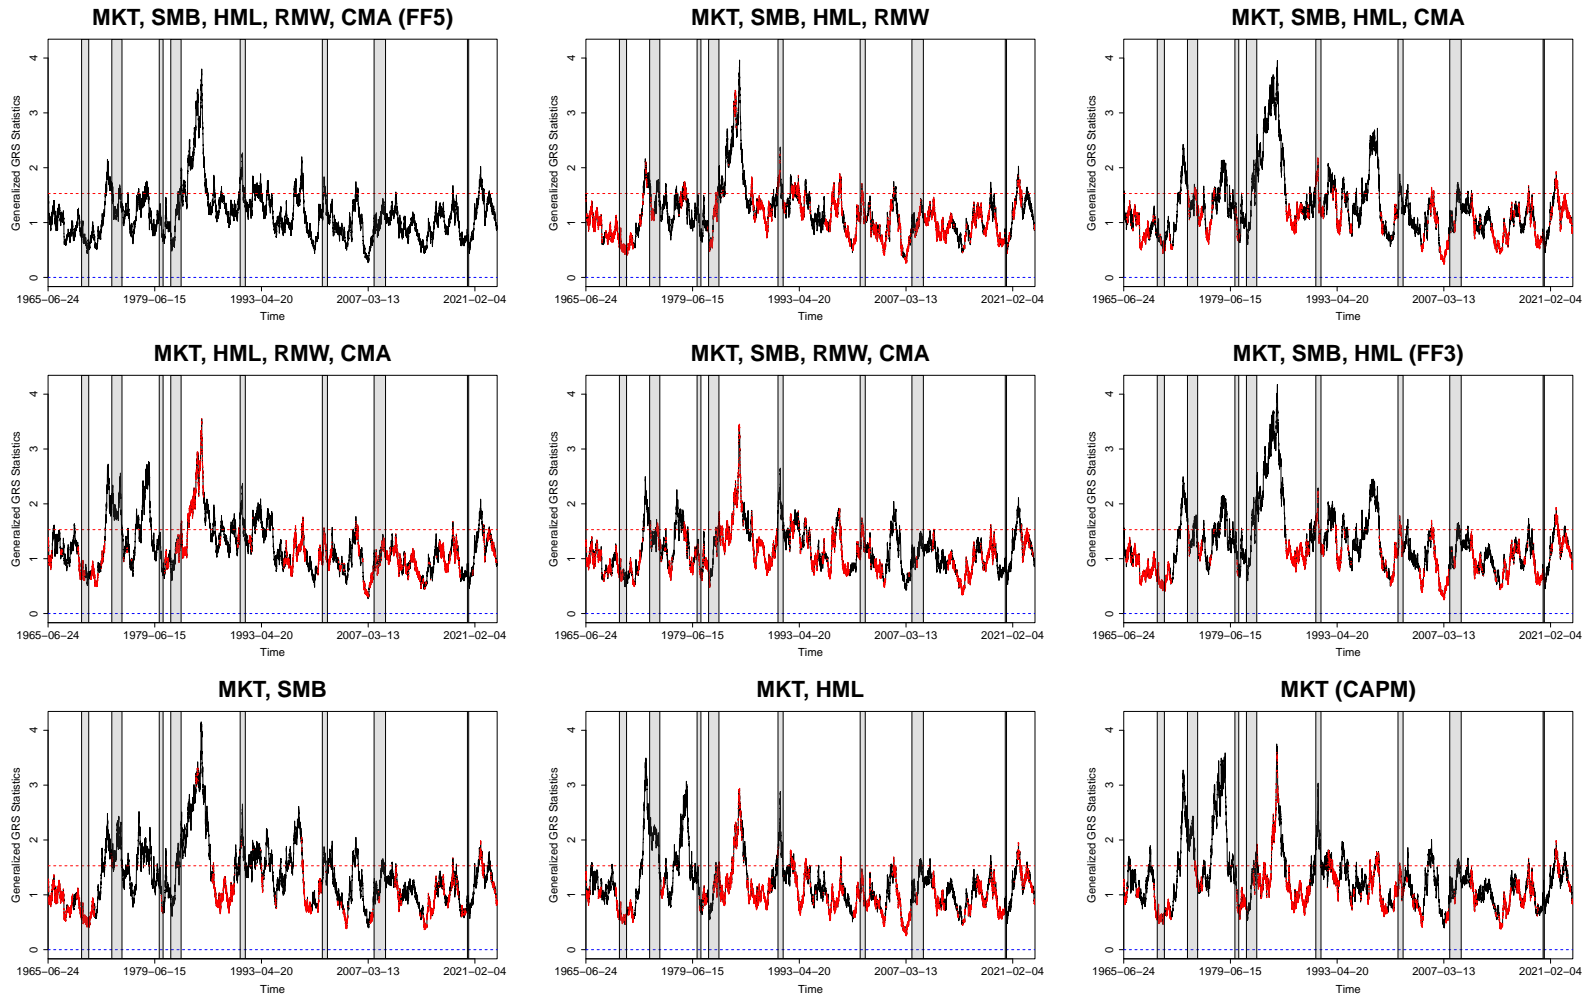 MKT, SMB, HML, RMW, CMA (FF5)
MKT, SMB, HML, RMW
MKT, SMB, HML, CMA
Generalized GRS Statistics
0 1 2 3 4
1965−06−24 1979−06−15 1993−04−20 2007−03−13 2021−02−04
Time
Generalized GRS Statistics
0 1 2 3 4
1965−06−24 1979−06−15 1993−04−20 2007−03−13 2021−02−04
Time
Generalized GRS Statistics
0 1 2 3 4
1965−06−24 1979−06−15 1993−04−20 2007−03−13 2021−02−04
Time
MKT, HML, RMW, CMA
MKT, SMB, RMW, CMA
MKT, SMB, HML (FF3)
Generalized GRS Statistics
0 1 2 3 4
1965−06−24 1979−06−15 1993−04−20 2007−03−13 2021−02−04
Time
Generalized GRS Statistics
0 1 2 3 4
1965−06−24 1979−06−15 1993−04−20 2007−03−13 2021−02−04
Time
Generalized GRS Statistics
0 1 2 3 4
1965−06−24 1979−06−15 1993−04−20 2007−03−13 2021−02−04
Time
MKT, SMB
MKT, HML
MKT (CAPM)
Generalized GRS Statistics
0 1 2 3 4
1965−06−24 1979−06−15 1993−04−20 2007−03−13 2021−02−04
Time
Generalized GRS Statistics
0 1 2 3 4
1965−06−24 1979−06−15 1993−04−20 2007−03−13 2021−02−04
Time
Generalized GRS Statistics
0 1 2 3 4
1965−06−24 1979−06−15 1993−04−20 2007−03−13 2021−02−04
Time